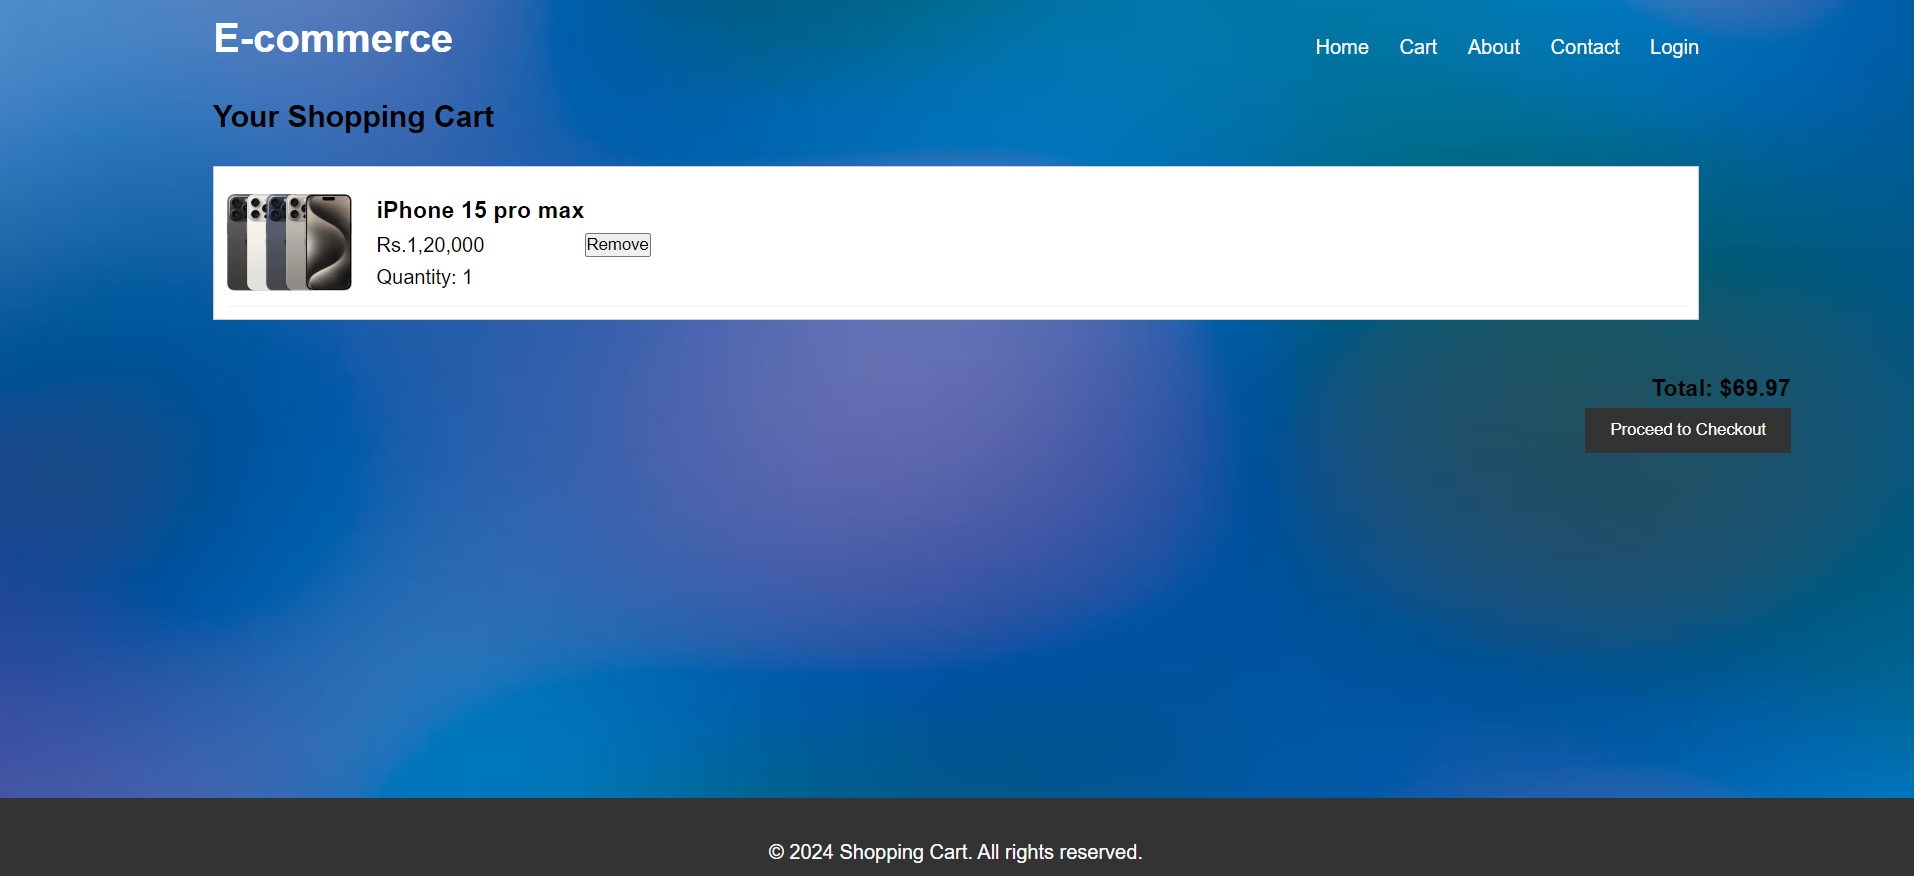 E-commerce
Home Cart About Contact Login
Your Shopping Cart
iPhone 15 pro max
Rs.1,20,000
Remove
Quantity: 1
Total: $69.97
Proceed to Checkout
© 2024 Shopping Cart. All rights reserved.